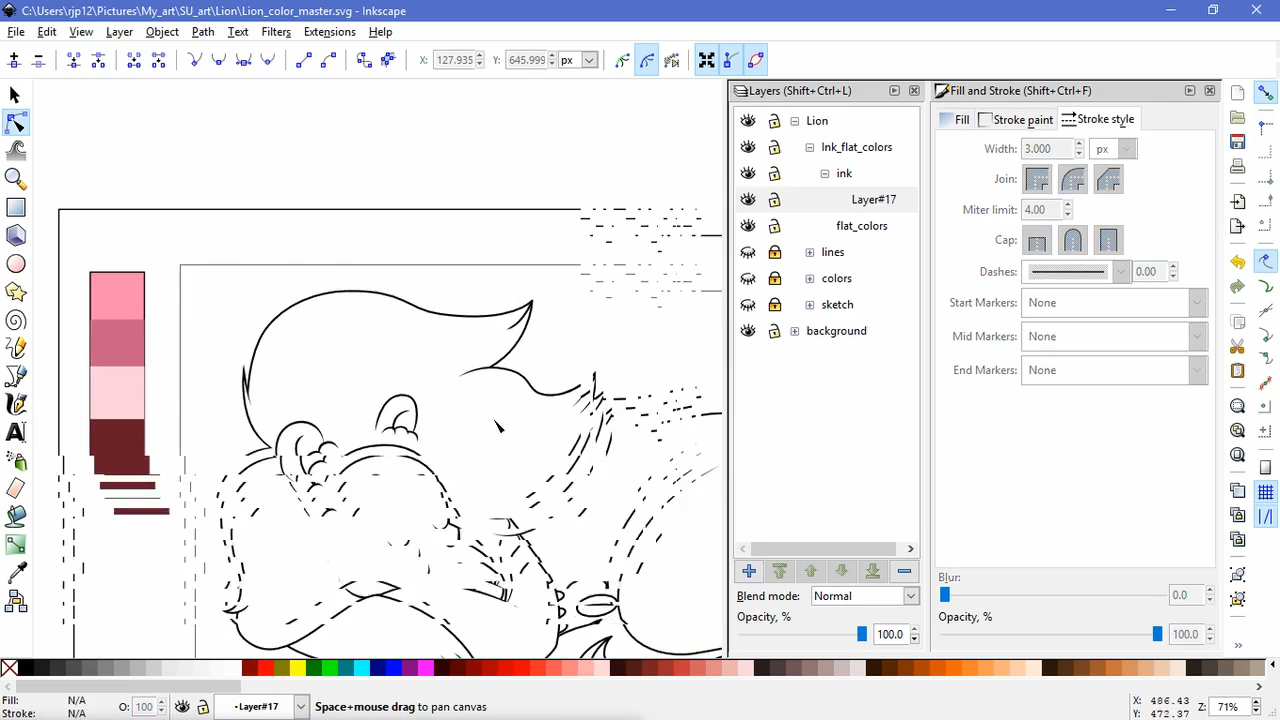 C:\Users\rjp12\Pictures\My_art\SU_art\Lion\Lion_color_master.svg - Inkscape
File Edit View Layer Object Path Text Filters Extensions Help
X: 127.935 Y: 645.999 px
Layers (Shift+Ctrl+L)
Lion
Ink_flat_colors
ink
Layer#17
flat_colors
lines
colors
sketch
background
Blend mode: Normal
Opacity, % 
100.0
Fill and Stroke (Shift+Ctrl+F)
Fill Stroke paint Stroke style
Width: 3.000 px
Join:
Miter limit: 4.00
Cap:
Dashes: 0.00
Start Markers: None
Mid Markers: None
End Markers: None
Blur:
0.0
Opacity, %
100.0
Fill: N/A
Stroke: N/A
O: 100
•Layer#17
Space+mouse drag to pan canvas
X: 486.43
Y: 472.37
Z: 71%